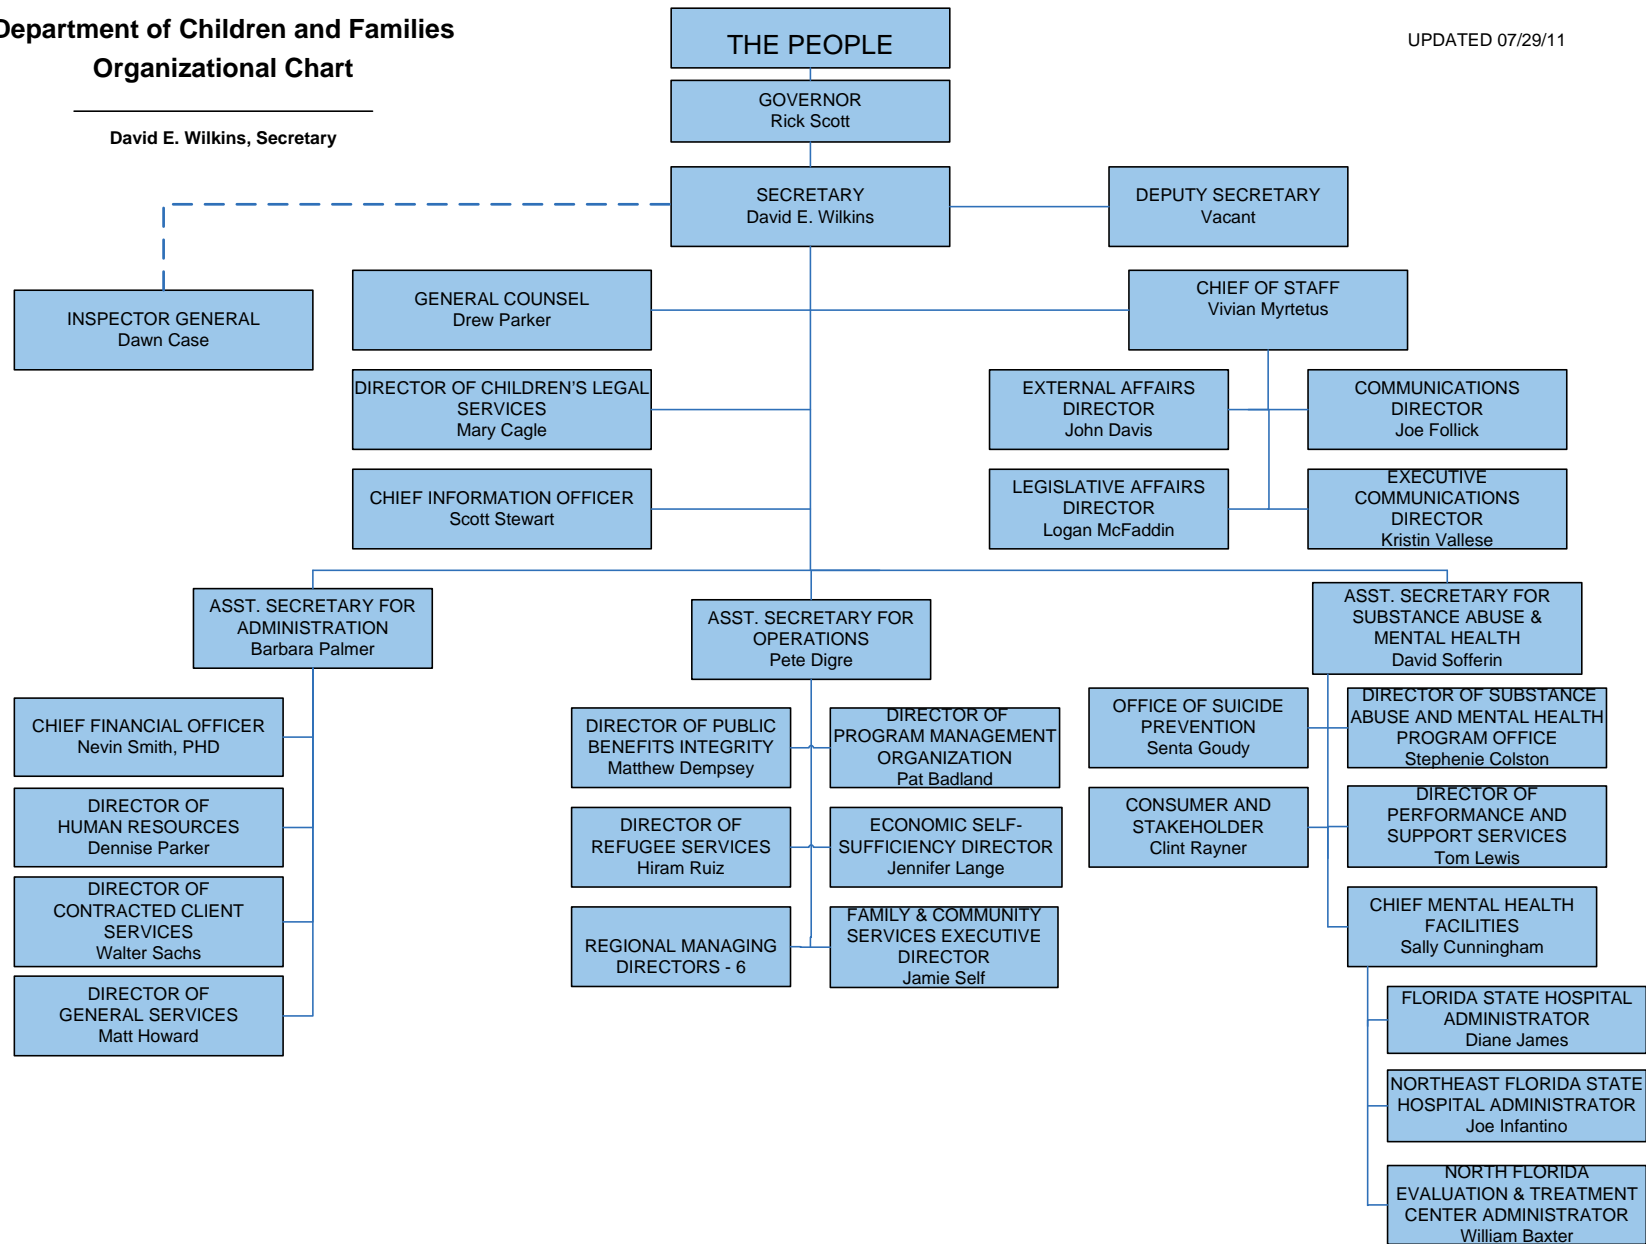 Department of Children and Families
Organizational Chart
David E. Wilkins, Secretary
UPDATED 07/29/11
THE PEOPLE
GOVERNOR
Rick Scott
SECRETARY
David E. Wilkins
DEPUTY SECRETARY
Vacant
INSPECTOR GENERAL
Dawn Case
GENERAL COUNSEL
Drew Parker
CHIEF OF STAFF
Vivian Myrtetus
DIRECTOR OF CHILDREN'S LEGAL
SERVICES
Mary Cagle
EXTERNAL AFFAIRS
DIRECTOR
John Davis
COMMUNICATIONS
DIRECTOR
Joe Follick
CHIEF INFORMATION OFFICER
Scott Stewart
LEGISLATIVE AFFAIRS
DIRECTOR
Logan McFaddin
EXECUTIVE
COMMUNICATIONS
DIRECTOR
Kristin Vallese
ASST. SECRETARY FOR
ADMINISTRATION
Barbara Palmer
ASST. SECRETARY FOR
OPERATIONS
Pete Digre
ASST. SECRETARY FOR
SUBSTANCE ABUSE &
MENTAL HEALTH
David Sofferin
CHIEF FINANCIAL OFFICER
Nevin Smith, PHD
DIRECTOR OF
HUMAN RESOURCES
Dennise Parker
DIRECTOR OF
CONTRACTED CLIENT
SERVICES
Walter Sachs
DIRECTOR OF
GENERAL SERVICES
Matt Howard
DIRECTOR OF PUBLIC
BENEFITS INTEGRITY
Matthew Dempsey
DIRECTOR OF
PROGRAM MANAGEMENT
ORGANIZATION
Pat Badland
DIRECTOR OF
REFUGEE SERVICES
Hiram Ruiz
ECONOMIC SELF-
SUFFICIENCY DIRECTOR
Jennifer Lange
REGIONAL MANAGING
DIRECTORS - 6
FAMILY & COMMUNITY
SERVICES EXECUTIVE
DIRECTOR
Jamie Self
OFFICE OF SUICIDE
PREVENTION
Senta Goudy
DIRECTOR OF SUBSTANCE
ABUSE AND MENTAL HEALTH
PROGRAM OFFICE
Stephenie Colston
CONSUMER AND
STAKEHOLDER
Clint Rayner
DIRECTOR OF
PERFORMANCE AND
SUPPORT SERVICES
Tom Lewis
CHIEF MENTAL HEALTH
FACILITIES
Sally Cunningham
FLORIDA STATE HOSPITAL
ADMINISTRATOR
Diane James
NORTHEAST FLORIDA STATE
HOSPITAL ADMINISTRATOR
Joe Infantino
NORTH FLORIDA
EVALUATION & TREATMENT
CENTER ADMINISTRATOR
William Baxter